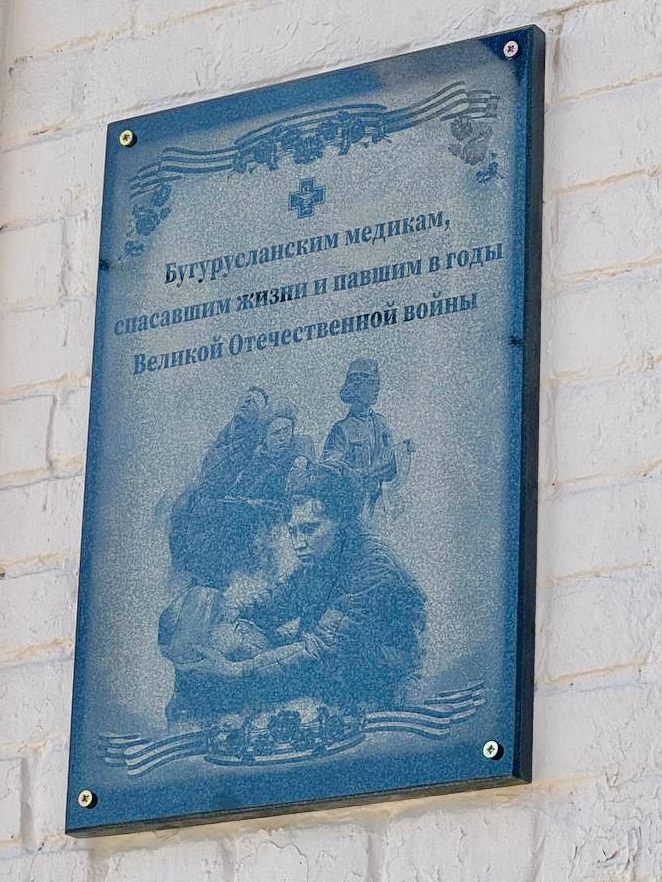 Бугурусланским медикам,
спасавшим жизни и павшим в годы
Великой Отечественной войны